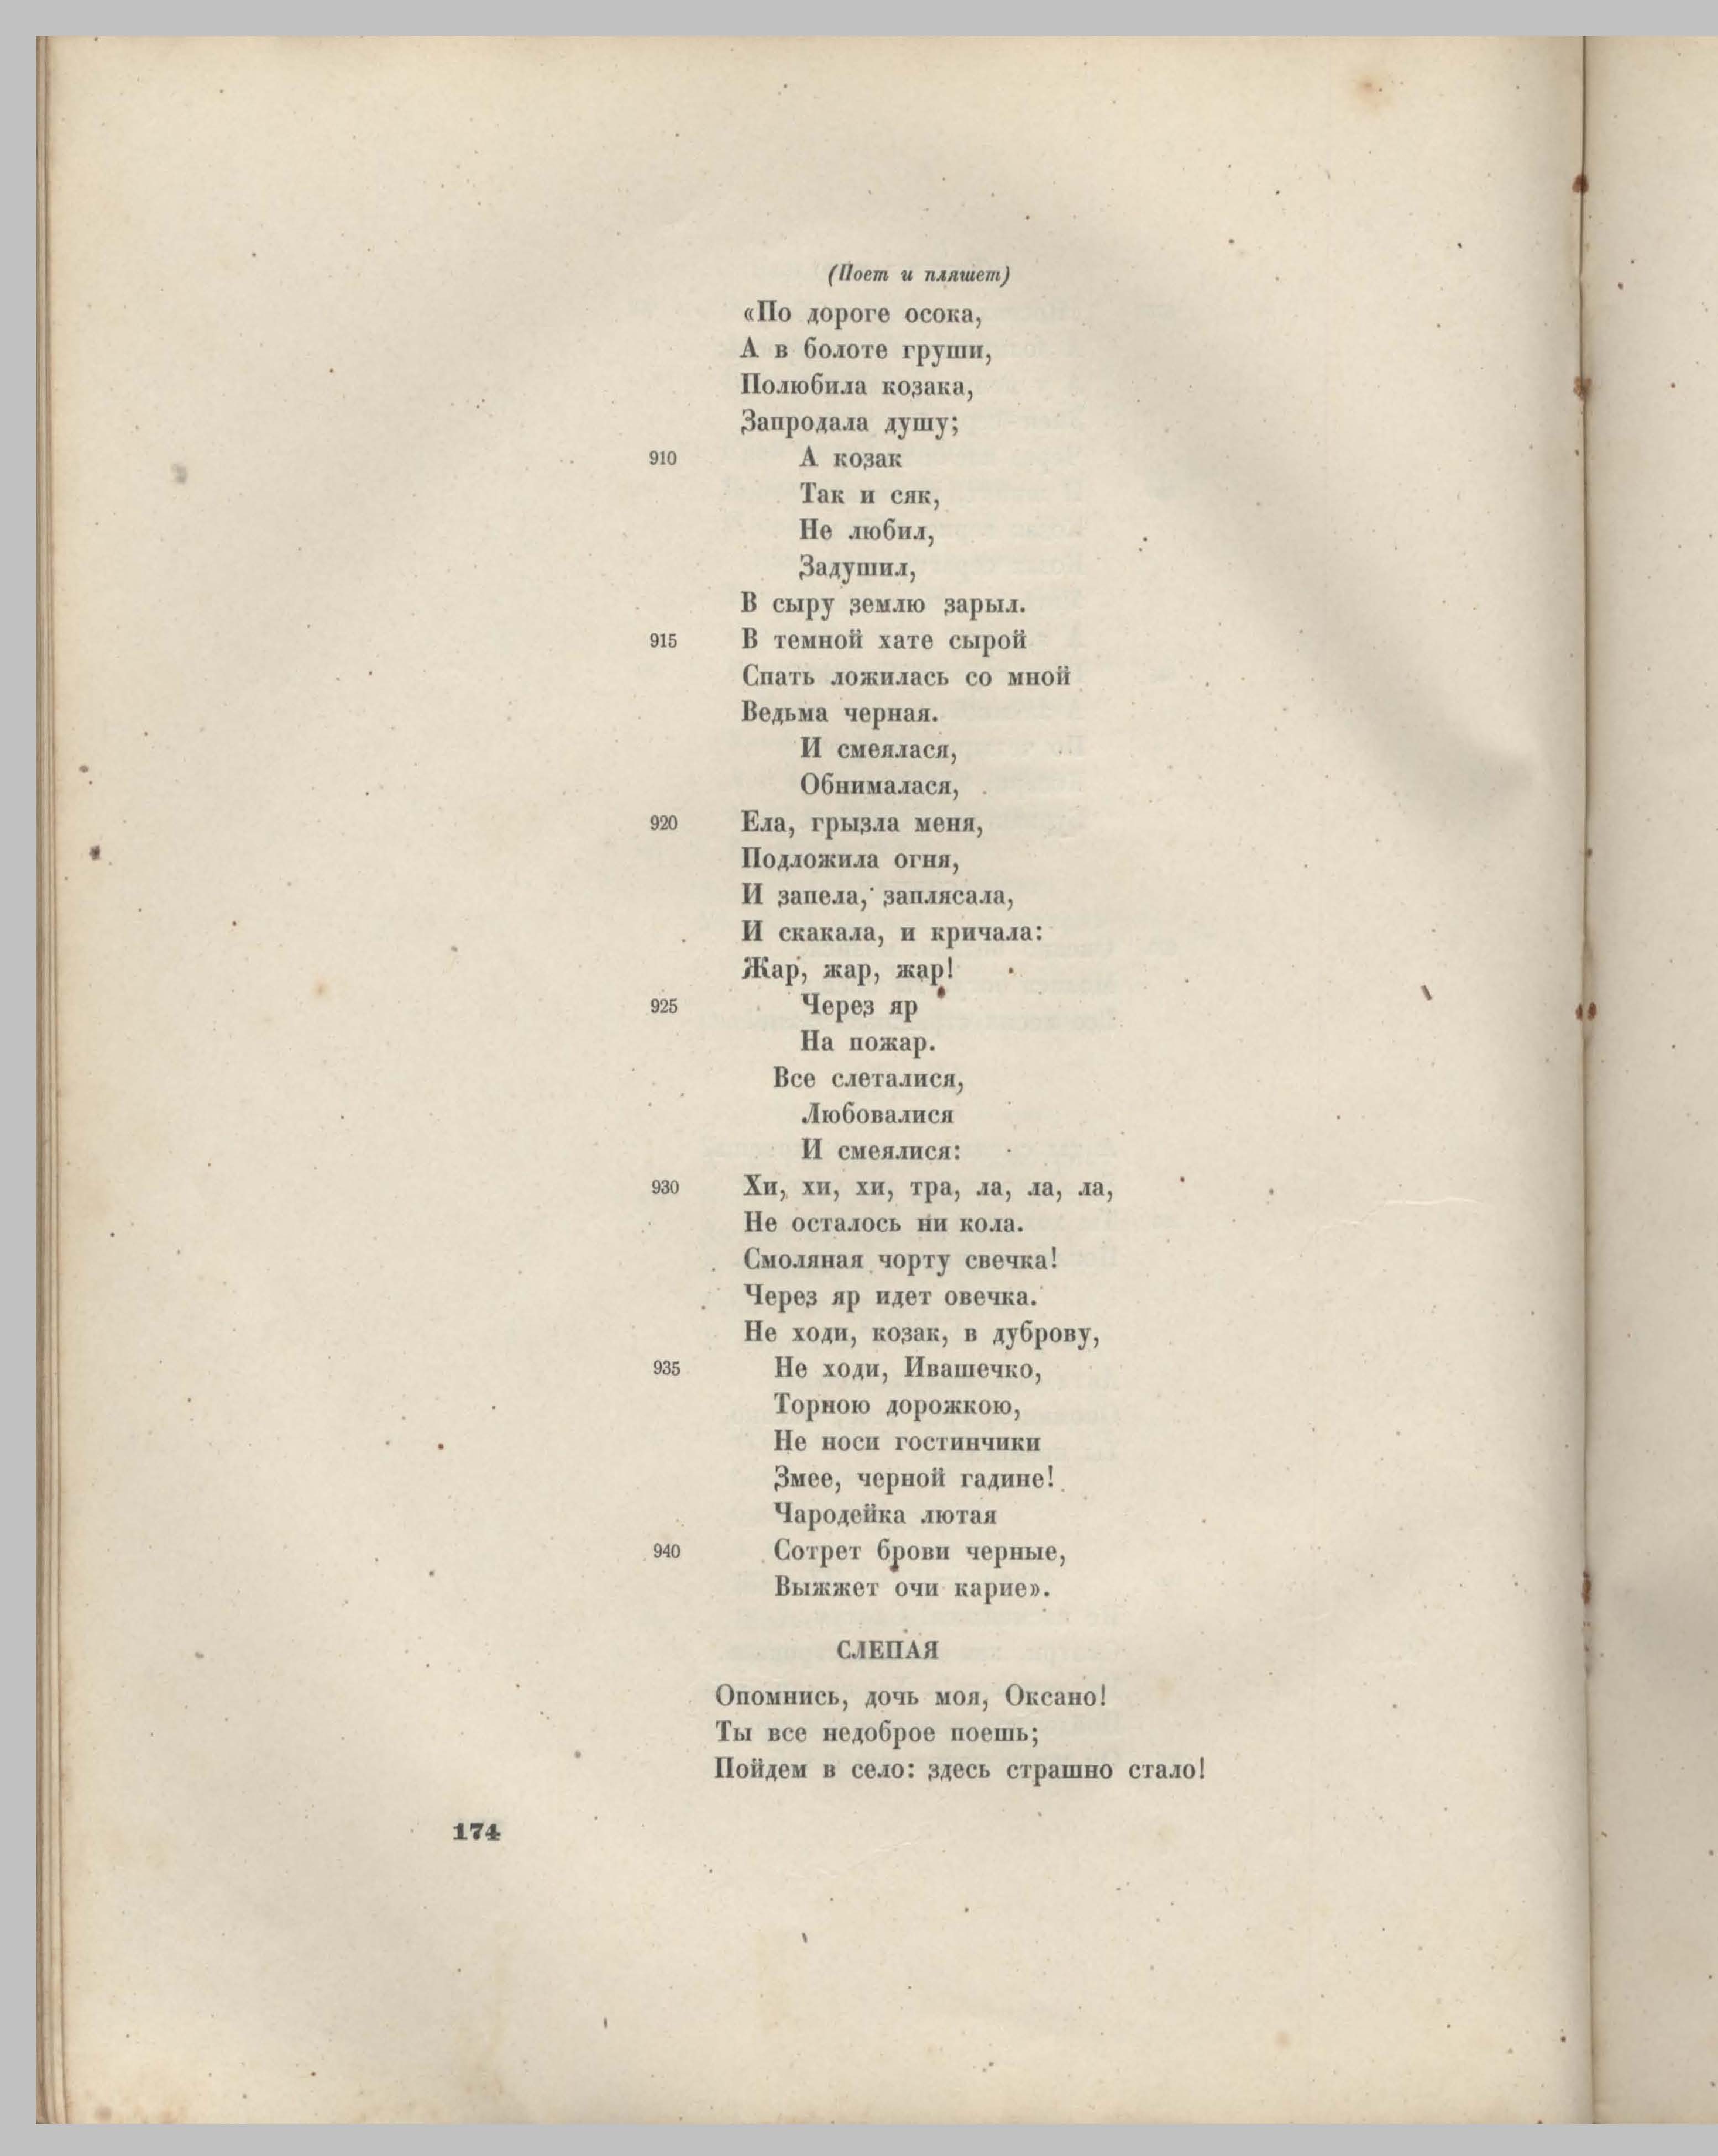 (Поет и пляшет)
«По дороге осока,
А в болоте груши,
Полюбила козака,
Запродала душу;
910 А козак
Так и сяк,
Не любил,
Задушил,
В сыру землю зарыл.
915 В темной хате сырой
Спать ложилась со мной
Ведьма черная.
И смеялася,
Обнималася,
920 Ела, грызла меня,
Подложила огня,
И запела, заплясала,
И скакала, и кричала:
Жар, жар, жар!
925 Через яр
На пожар.
Все слеталися,
Любовалися
И смеялися:
930 Хи, хи, хи, тра, ла, ла, ла,
Не осталось ни кола.
Смоляная чорту свечка!
Через яр идет овечка.
Не ходи, козак, в дуброву,
935 Не ходи, Ивашечко,
Торною дорожкою,
Не носи гостинчики
Змее, черной гадине!
Чародейка лютая
940 Сотрет брови черные,
Выжжет очи карие».
СЛЕПАЯ
Опомнись, дочь моя, Оксано!
Ты все недоброе поешь;
Пойдем в село: здесь страшно стало!
174